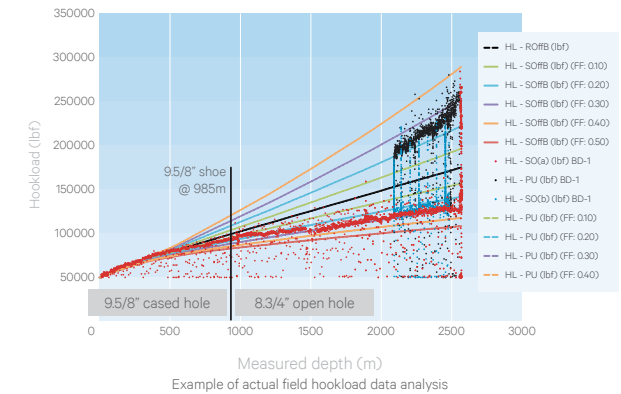 350000
300000
250000
200000
150000
100000
50000
0
500
1000
1500
2000
2500
3000
Hookload (lbf)
9.5/8" shoe
@ 985m
9.5/8" cased hole
8.3/4" open hole
HL - ROffB (lbf)
HL - SOffB (lbf) (FF: 0.10)
HL - SOffB (lbf) (FF: 0.20)
HL - SOffB (lbf) (FF: 0.30)
HL - SOffB (lbf) (FF: 0.40)
HL - SOffB (lbf) (FF: 0.50)
HL - SO(a) (lbf) BD-1
HL - PU (lbf) BD-1
HL - SO(b) (lbf) BD-1
HL - PU (lbf) (FF: 0.10)
HL - PU (lbf) (FF: 0.20)
HL - PU (lbf) (FF: 0.30)
HL - PU (lbf) (FF: 0.40)
Measured depth (m)
Example of actual field hookload data analysis